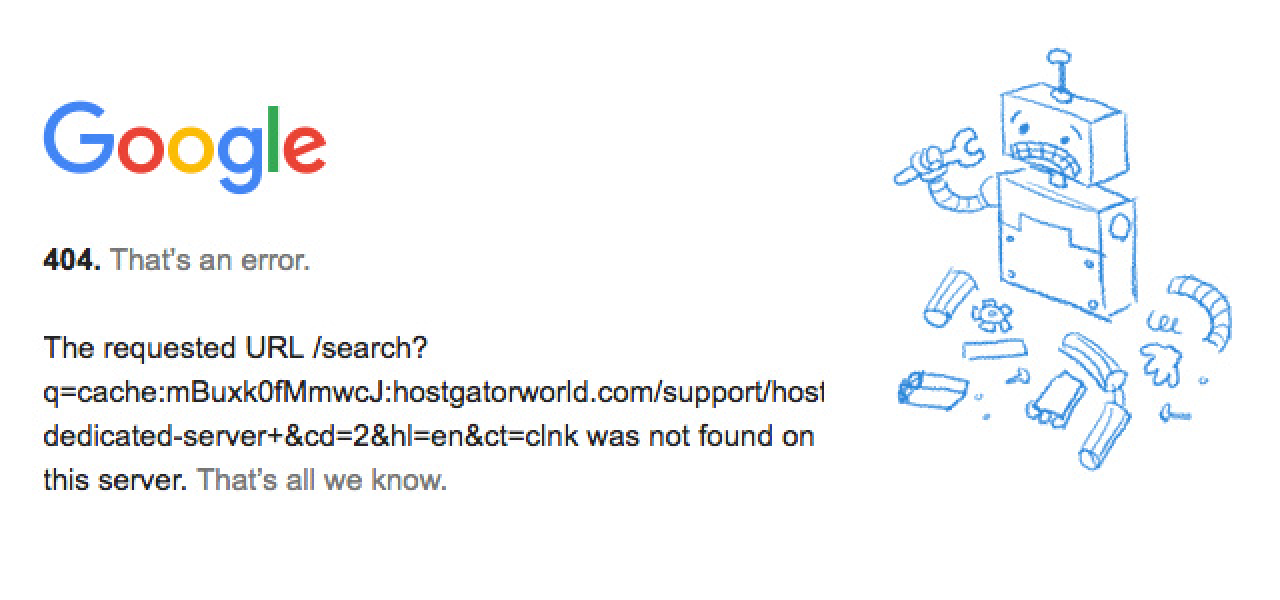 Google
404. That's an error.
The requested URL /search?
q=cache:mBuxk0fMmwcJ:hostgatorworld.com/support/host
dedicated-server+&cd=2&hl=en&ct=clnk was not found on
this server. That's all we know.